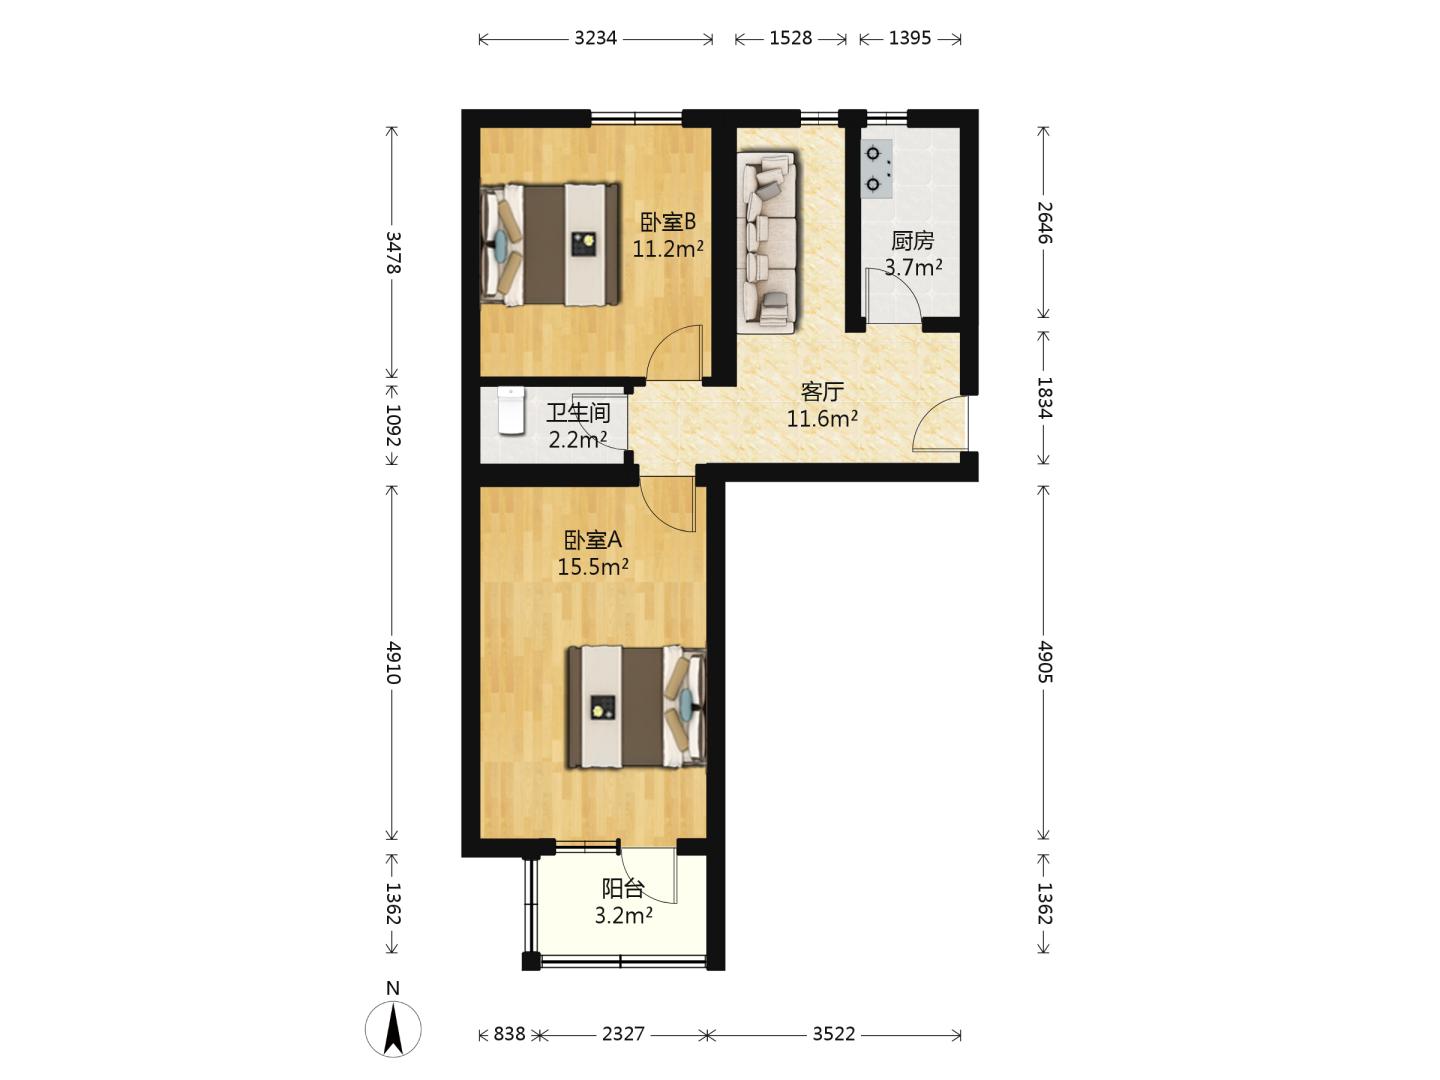 3234
1528
1395
3478
2646
卧室B
11.2m²
厨房
3.7m²
1092
1834
卫生间
2.2m²
客厅
11.6m²
4910
4905
卧室A
15.5m²
1362
1362
阳台
3.2m²
N
838
2327
3522